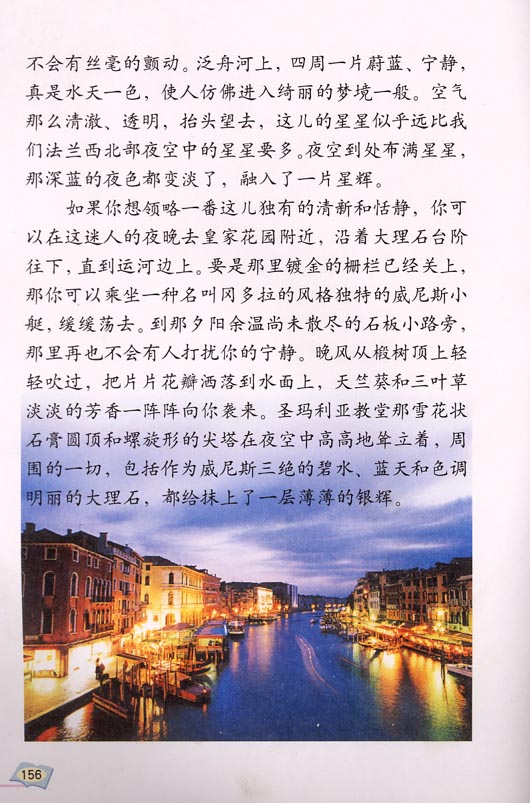 不会有丝毫的颤动。泛舟河上，四周一片蔚蓝、宁静，
真是水天一色，使人仿佛进入绮丽的梦境一般。空气
那么清澈、透明，抬头望去，这儿的星星似乎远比我
们法兰西北部夜空中的星星要多。夜空到处布满星星，
那深蓝的夜色都变淡了，融入了一片星辉。
如果你想领略一番这儿独有的清新和恬静，你可
以在这迷人的夜晚去皇家花园附近，沿着大理石台阶
往下，直到运河边上。要是那里镀金的栅栏已经关上，
那你可以乘坐一种名叫冈多拉的风格独特的威尼斯小
艇，缓缓荡去。到那夕阳余温尚未散尽的石板小路旁，
那里再也不会有人打扰你的宁静。晚风从椴树顶上轻
轻吹过，把片片花瓣洒落到水面上，天竺葵和三叶草
淡淡的芳香一阵阵向你袭来。圣玛利亚教堂那雪花状
石膏圆顶和螺旋形的尖塔在夜空中高高地耸立着，周
围的一切，包括作为威尼斯三绝的碧水、蓝天和色调
明丽的大理石，都给抹上了一层薄薄的银辉。
156